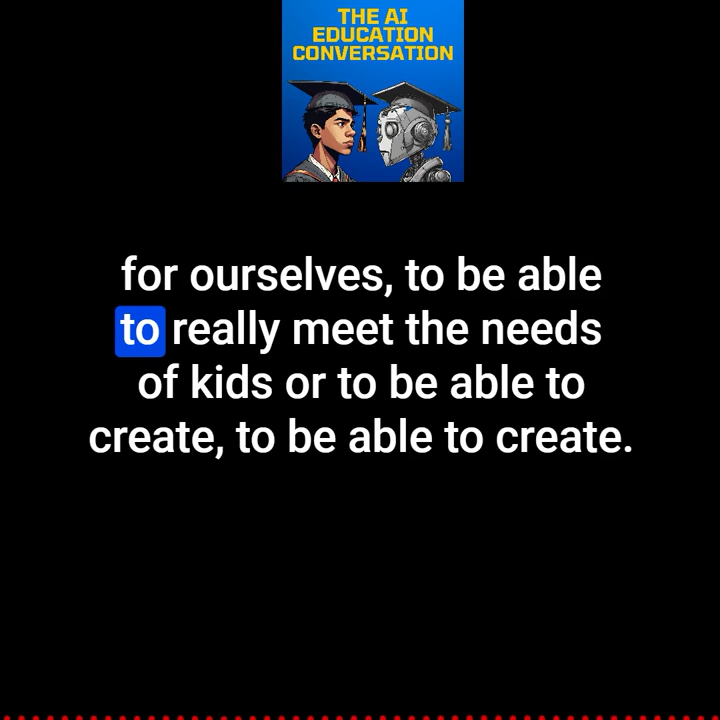 THE AI
EDUCATION
CONVERSATION
for ourselves, to be able
to really meet the needs
of kids or to be able to
create, to be able to create.